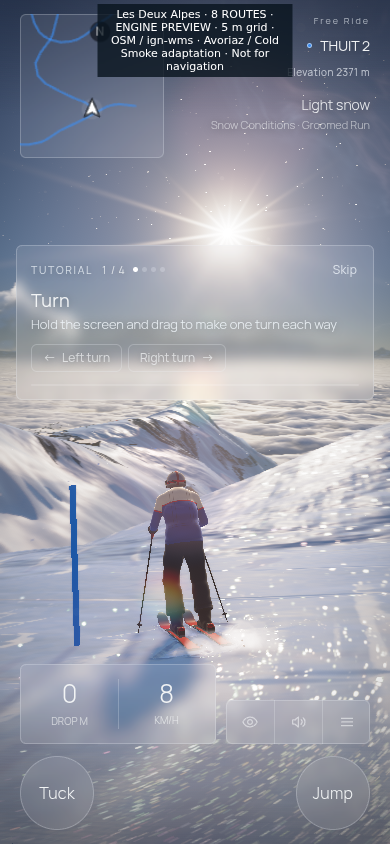 Les Deux Alpes · 8 ROUTES ·
ENGINE PREVIEW · 5 m grid ·
OSM / ign-wms · Avoriaz / Cold
Smoke adaptation · Not for
navigation
N
Free Ride
THUIT 2
Elevation 2371 m
Light snow
Snow Conditions · Groomed Run
TUTORIAL 1 / 4
Skip
Turn
Hold the screen and drag to make one turn each way
← Left turn
Right turn →
0
DROP M
8
KM/H
Tuck
Jump